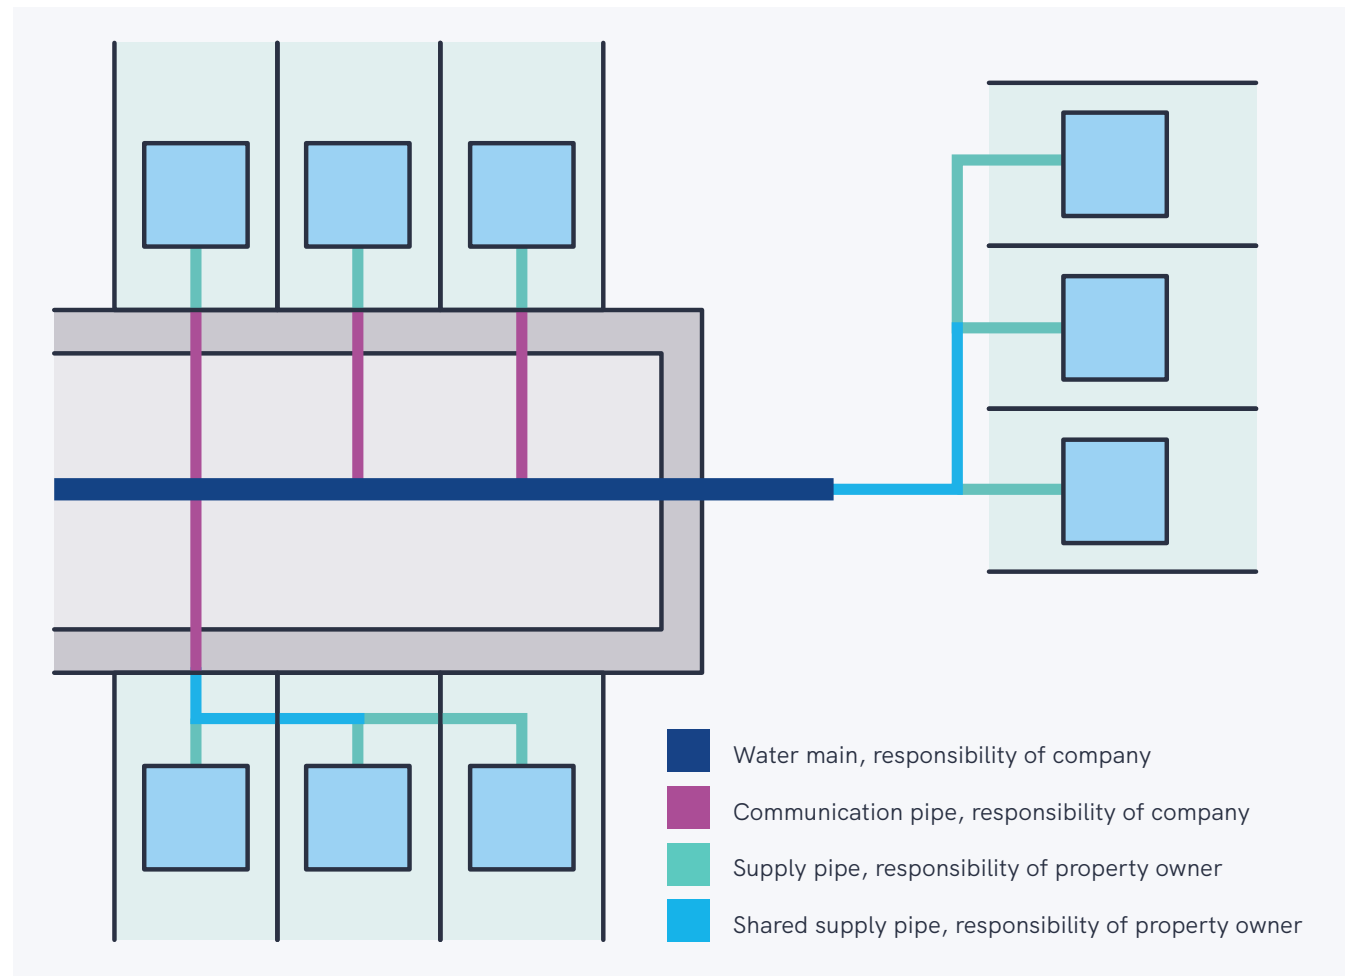 Water main, responsibility of company
Communication pipe, responsibility of company
Supply pipe, responsibility of property owner
Shared supply pipe, responsibility of property owner